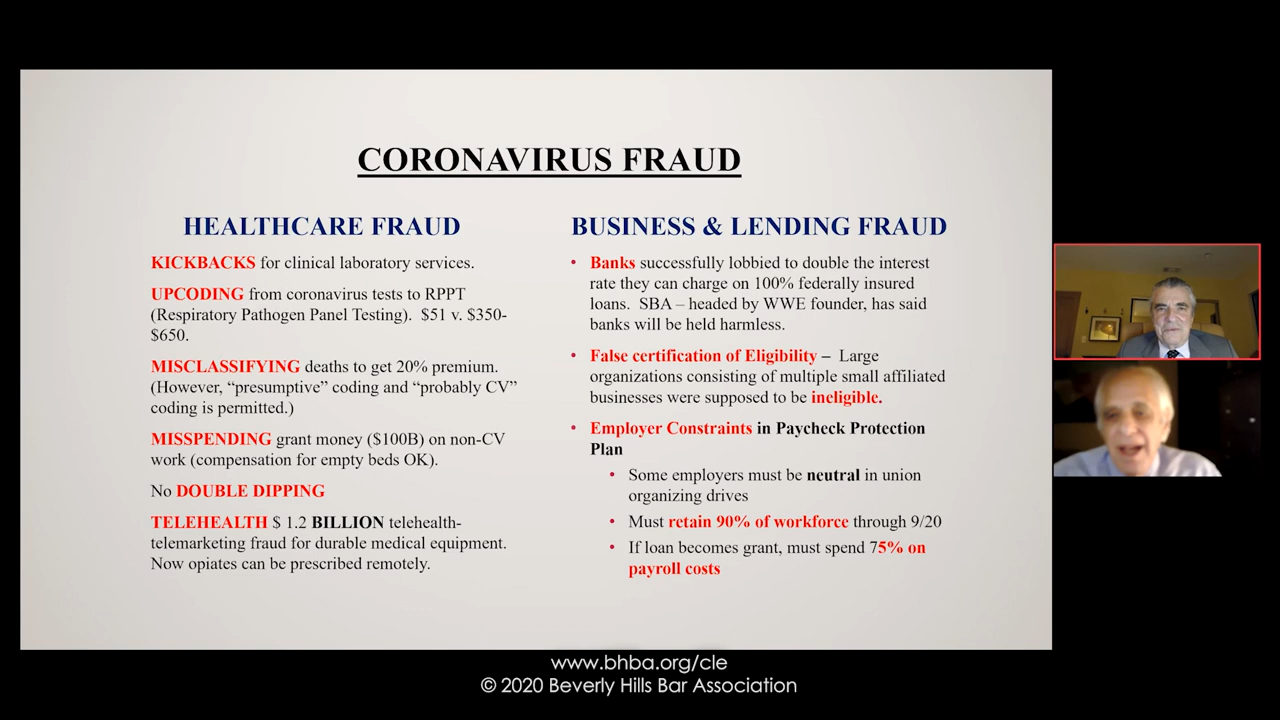 CORONAVIRUS FRAUD
HEALTHCARE FRAUD
KICKBACKS for clinical laboratory services.
UPCODING from coronavirus tests to RPPT
(Respiratory Pathogen Panel Testing). $51 v. $350-
$650.
MISCLASSIFYING deaths to get 20% premium.
(However, “presumptive” coding and “probably CV”
coding is permitted.)
MISSPENDING grant money ($100B) on non-CV
work (compensation for empty beds OK).
No DOUBLE DIPPING
TELEHEALTH $ 1.2 BILLION telehealth-
telemarketing fraud for durable medical equipment.
Now opiates can be prescribed remotely.
BUSINESS & LENDING FRAUD
• Banks successfully lobbied to double the interest
rate they can charge on 100% federally insured
loans. SBA – headed by WWE founder, has said
banks will be held harmless.
• False certification of Eligibility – Large
organizations consisting of multiple small affiliated
businesses were supposed to be ineligible.
• Employer Constraints in Paycheck Protection
Plan
• Some employers must be neutral in union
organizing drives
• Must retain 90% of workforce through 9/20
• If loan becomes grant, must spend 75% on
payroll costs
www.bhba.org/cle
© 2020 Beverly Hills Bar Association